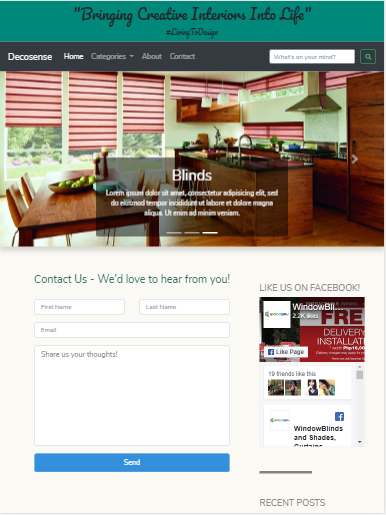 "Bringing Creative Interiors Into Life"
#LivingToDesign
Decosense Home Categories About Contact What's on your mind?
Blinds
Lorem ipsum dolor sit amet, consectetur adipisicing elit, sed
do eiusmod tempor incididunt ut labore et dolore magna
aliqua. Ut enim ad minim veniam.
Contact Us - We'd love to hear from you!
First Name Last Name
Email
Share us your thoughts!
Send
LIKE US ON FACEBOOK!
WindowBli...
2.2K likes
FREE
DELIVERY
INSTALLATION
Like Page
19 friends like this
WindowBlinds
and Shades,
Curtains
RECENT POSTS